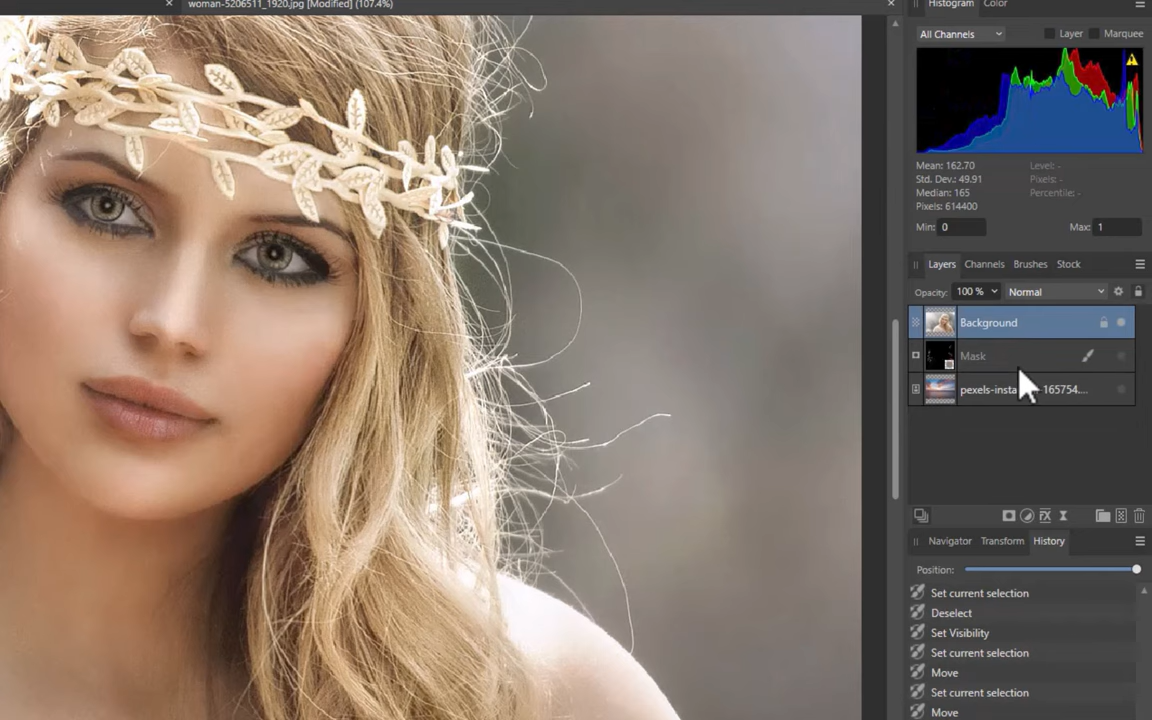 woman-5206511_1920.jpg [Modified] (107.4%)
Histogram Color
All Channels Layer Marquee
Mean: 162.70 Level: -
Std. Dev.: 49.91 Pixels: -
Median: 165 Percentile: -
Pixels: 614400
Min: 0 Max: 1
Layers Channels Brushes Stock
Opacity: 100 % Normal
Background
Mask
pexels-insta 165754....
Navigator Transform History
Position:
Set current selection
Deselect
Set Visibility
Set current selection
Move
Set current selection
Move